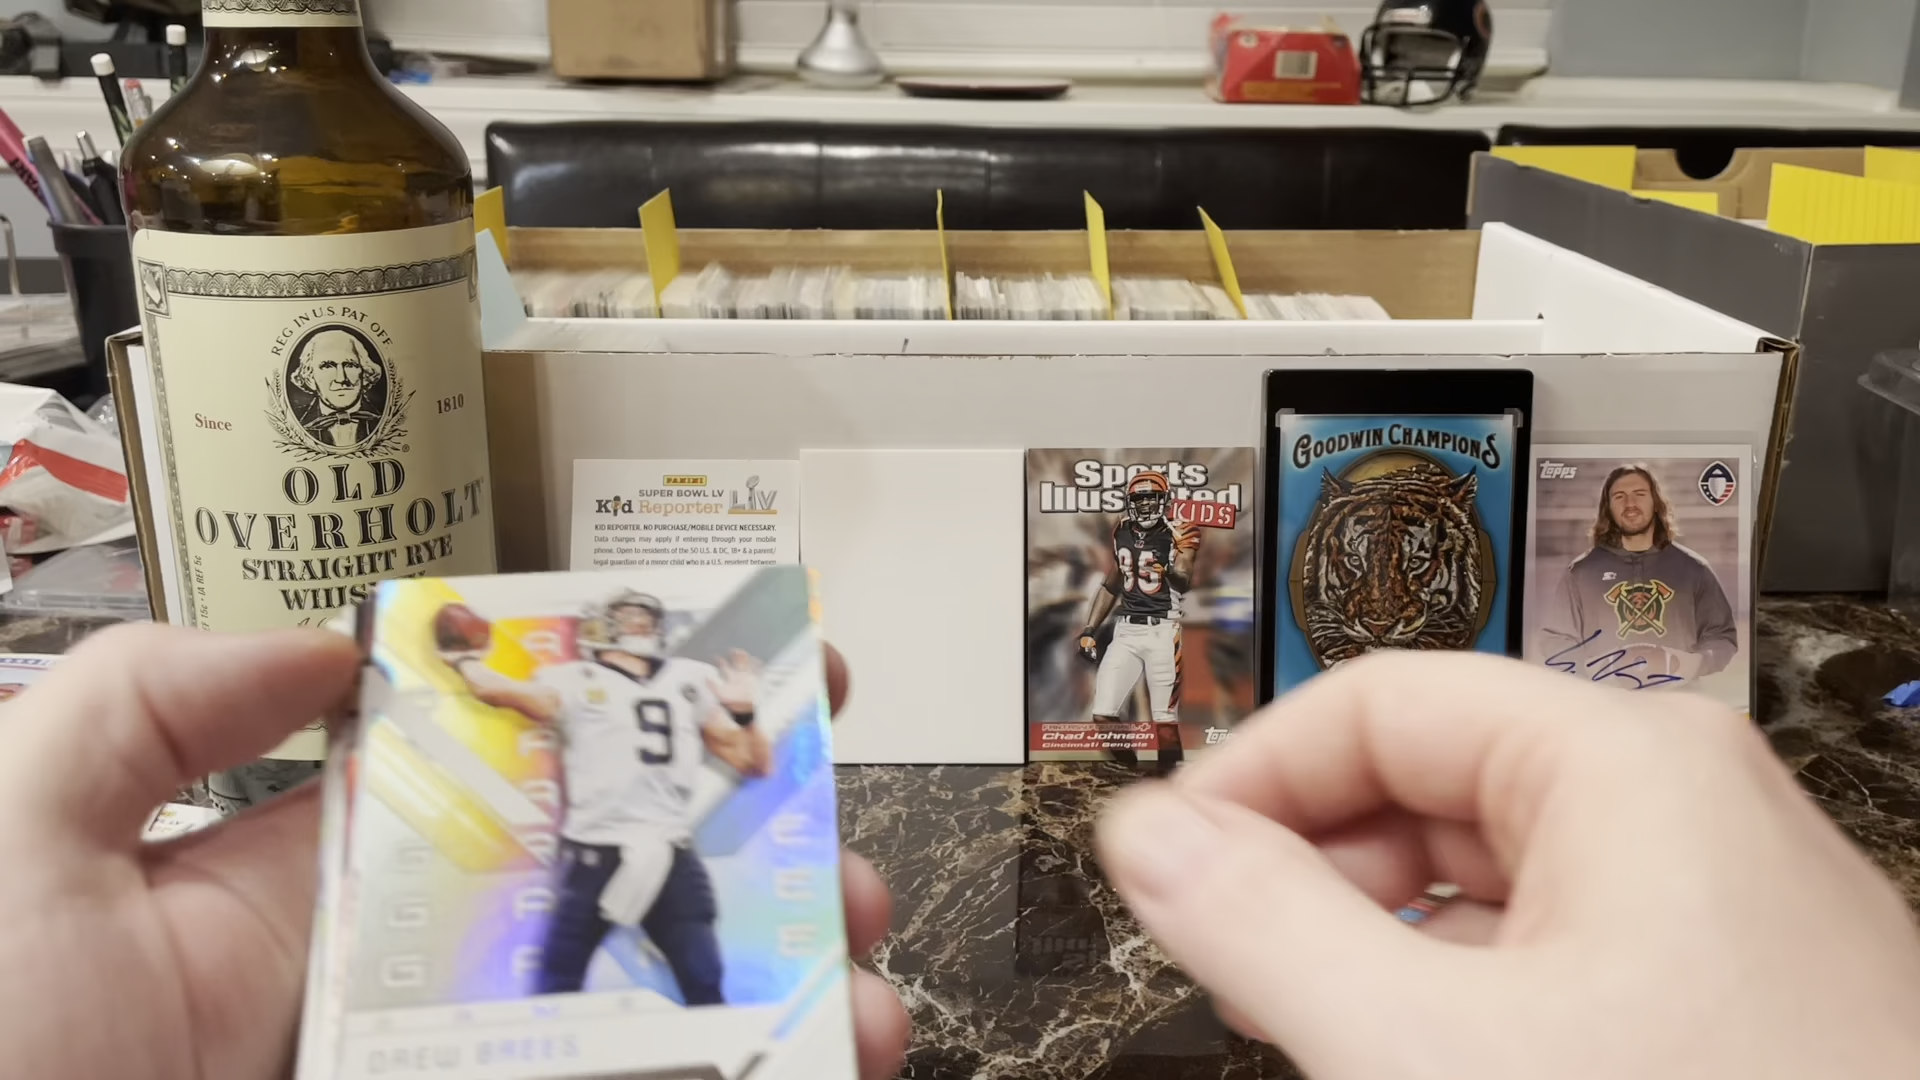 REG IN U.S. PAT OFF
Since
1810
OLD
OVERHOLT
STRAIGHT RYE
PANINI
SUPER BOWL LV
Kid Reporter LIV
KID REPORTER. NO PURCHASE/MOBILE DEVICE NECESSARY.
Data charges may apply if entering through your mobile
phone. Open to residents of the 50 U.S. & DC, 18+ & a parent/
legal guardian of a minor child who is a U.S. resident between
Sports
Illustrated
KIDS
85
Chad Johnson
Cincinnati Bengals
Topps
GOODWIN CHAMPIONS
Topps
9
DREW BREES